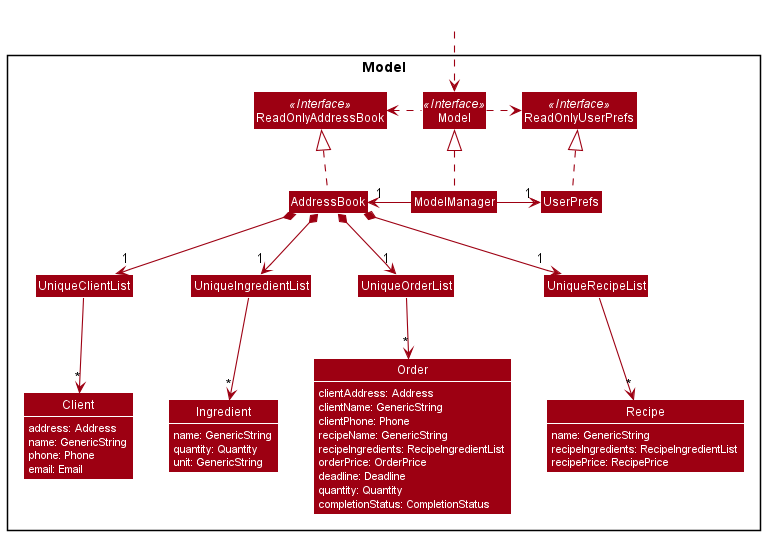 Model
«Interface»
ReadOnlyAddressBook
«Interface»
Model
«Interface»
ReadOnlyUserPrefs
AddressBook
1
ModelManager
1
UserPrefs
1
1
1
1
UniqueClientList
UniqueIngredientList
UniqueOrderList
UniqueRecipeList
*
*
*
*
Client
address: Address
name: GenericString
phone: Phone
email: Email
Ingredient
name: GenericString
quantity: Quantity
unit: GenericString
Order
clientAddress: Address
clientName: GenericString
clientPhone: Phone
recipeName: GenericString
recipeIngredients: RecipeIngredientList
orderPrice: OrderPrice
deadline: Deadline
quantity: Quantity
completionStatus: CompletionStatus
Recipe
name: GenericString
recipeIngredients: RecipeIngredientList
recipePrice: RecipePrice